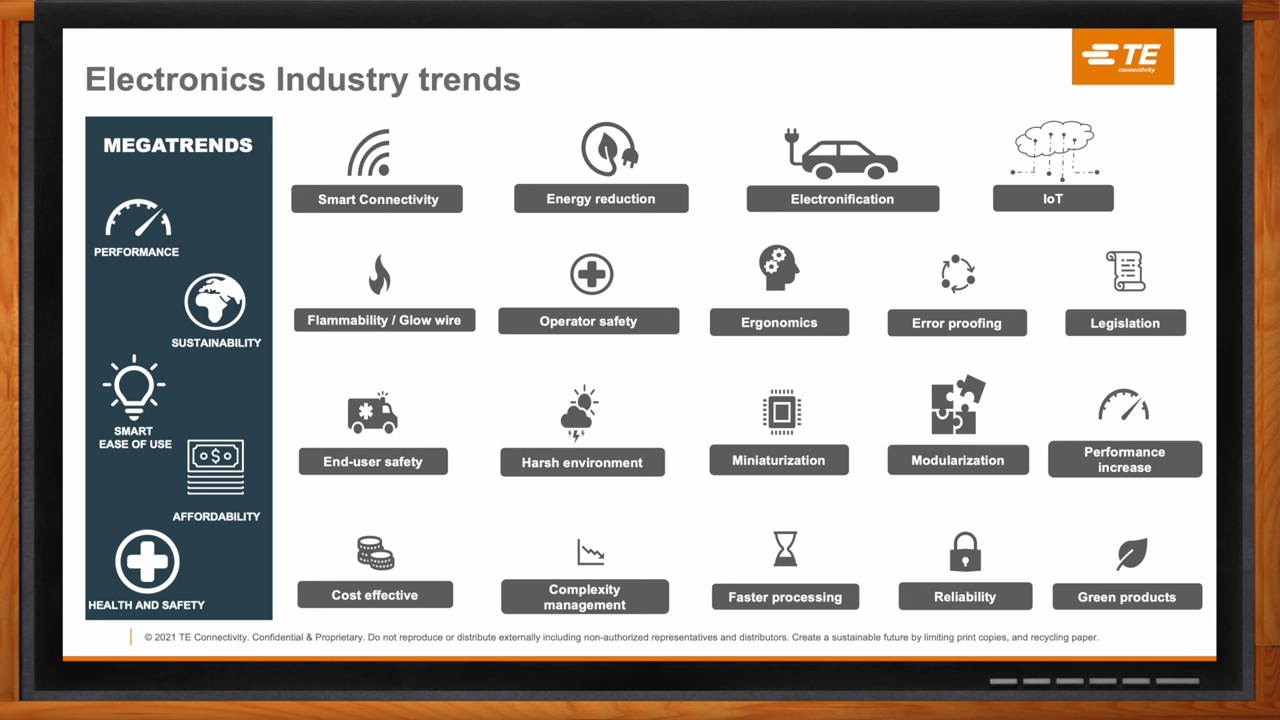 Electronics Industry trends
TE
connectivity
MEGATRENDS
PERFORMANCE
SUSTAINABILITY
SMART
EASE OF USE
AFFORDABILITY
HEALTH AND SAFETY
Smart Connectivity
Energy reduction
Electronification
IoT
Flammability / Glow wire
Operator safety
Ergonomics
Error proofing
Legislation
End-user safety
Harsh environment
Miniaturization
Modularization
Performance
increase
Cost effective
Complexity
management
Faster processing
Reliability
Green products
© 2021 TE Connectivity. Confidential & Proprietary. Do not reproduce or distribute externally including non-authorized representatives and distributors. Create a sustainable future by limiting print copies, and recycling paper.